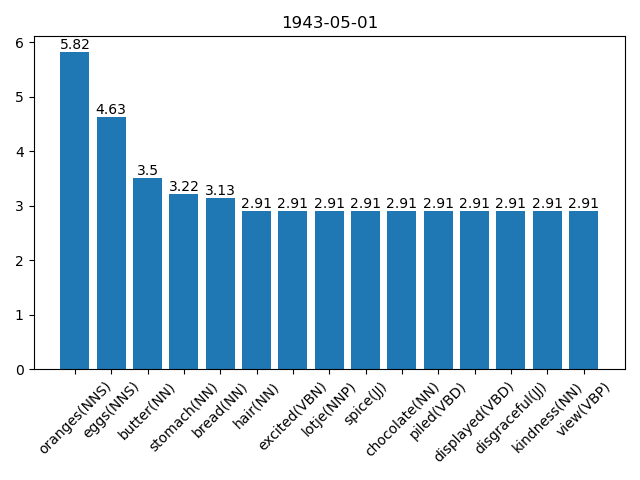 1943-05-01
6
5
4
3
2
1
0
5.82
4.63
3.5
3.22
3.13
2.91
2.91
2.91
2.91
2.91
2.91
2.91
2.91
2.91
2.91
oranges(NNS)
eggs(NNS)
butter(NN)
stomach(NN)
bread(NN)
hair(NN)
excited(VBN)
lotje(NNP)
spice(JJ)
chocolate(NN)
piled(VBD)
displayed(VBD)
disgraceful(JJ)
kindness(NN)
view(VBP)